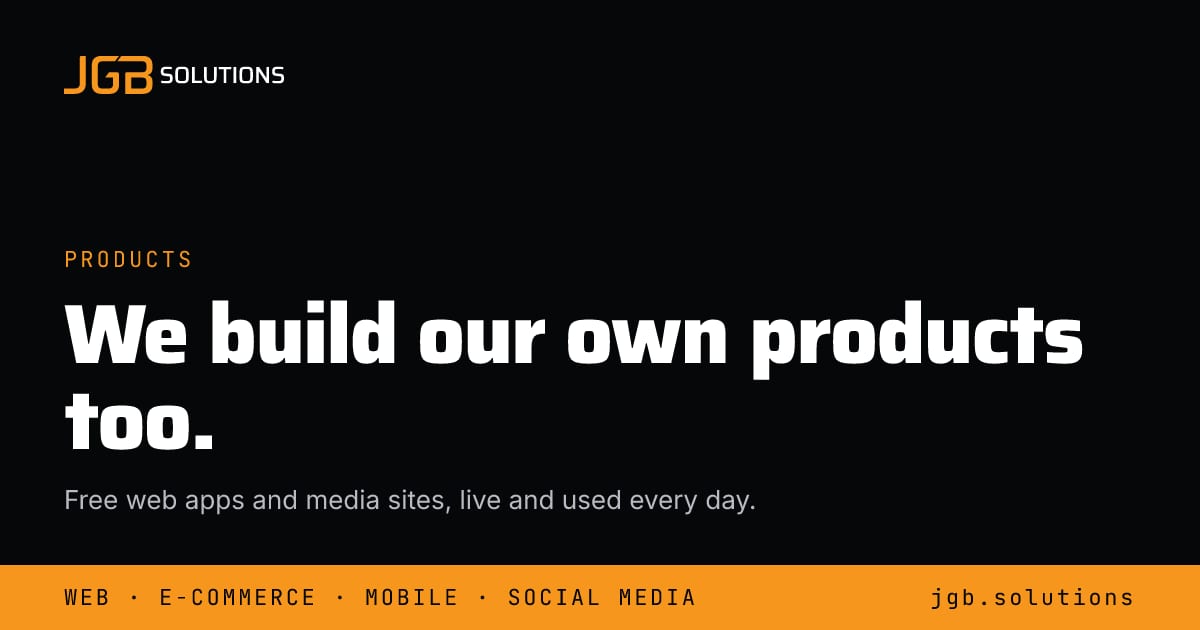 JGB SOLUTIONS
PRODUCTS
We build our own products
too.
Free web apps and media sites, live and used every day.
WEB · E-COMMERCE · MOBILE · SOCIAL MEDIA
jgb.solutions